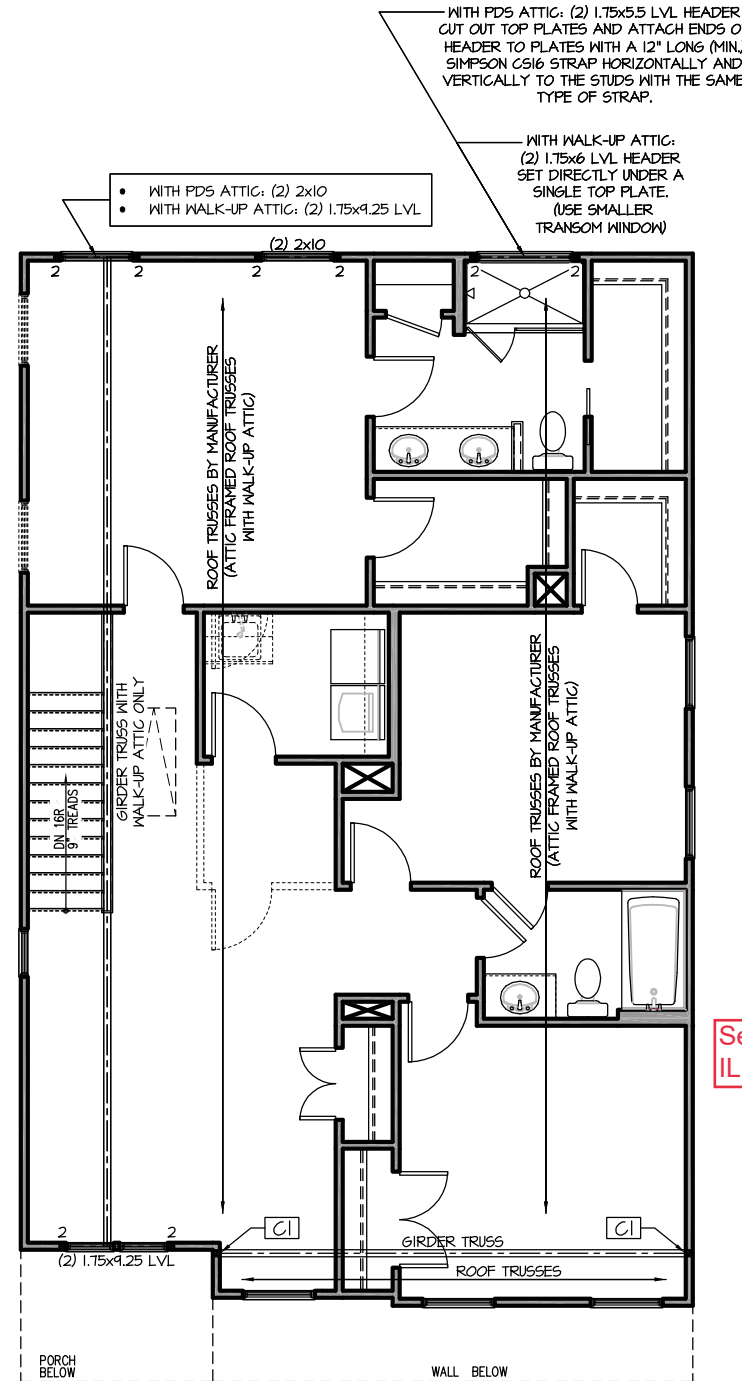 WITH PDS ATTIC: (2) 1.75x5.5 LVL HEADER
CUT OUT TOP PLATES AND ATTACH ENDS O
HEADER TO PLATES WITH A 12" LONG (MIN.)
SIMPSON CS16 STRAP HORIZONTALLY AND
VERTICALLY TO THE STUDS WITH THE SAME
TYPE OF STRAP.
WITH WALK-UP ATTIC:
(2) 1.75x6 LVL HEADER
SET DIRECTLY UNDER A
SINGLE TOP PLATE.
(USE SMALLER
TRANSOM WINDOW)
• WITH PDS ATTIC: (2) 2x10
• WITH WALK-UP ATTIC: (2) 1.75x9.25 LVL
(2) 2x10
2 2 2 2 2 2
ROOF TRUSSES BY MANUFACTURER
(ATTIC FRAMED ROOF TRUSSES
WITH WALK-UP ATTIC)
ROOF TRUSSES BY MANUFACTURER
(ATTIC FRAMED ROOF TRUSSES
WITH WALK-UP ATTIC)
GIRDER TRUSS WITH
WALK-UP ATTIC ONLY
DN 16R
9" TREADS
Se
IL
C1
C1
GIRDER TRUSS
ROOF TRUSSES
2 2
(2) 1.75x9.25 LVL
PORCH
BELOW
WALL BELOW